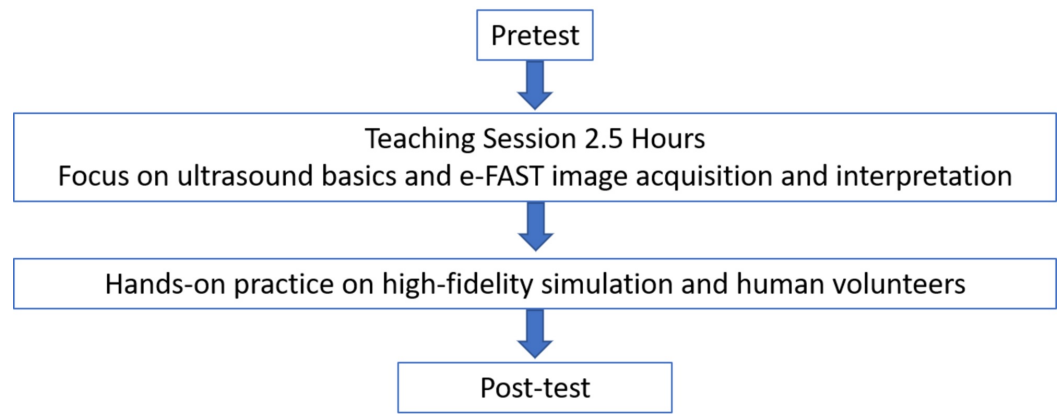 Pretest
Teaching Session 2.5 Hours
Focus on ultrasound basics and e-FAST image acquisition and interpretation
Hands-on practice on high-fidelity simulation and human volunteers
Post-test